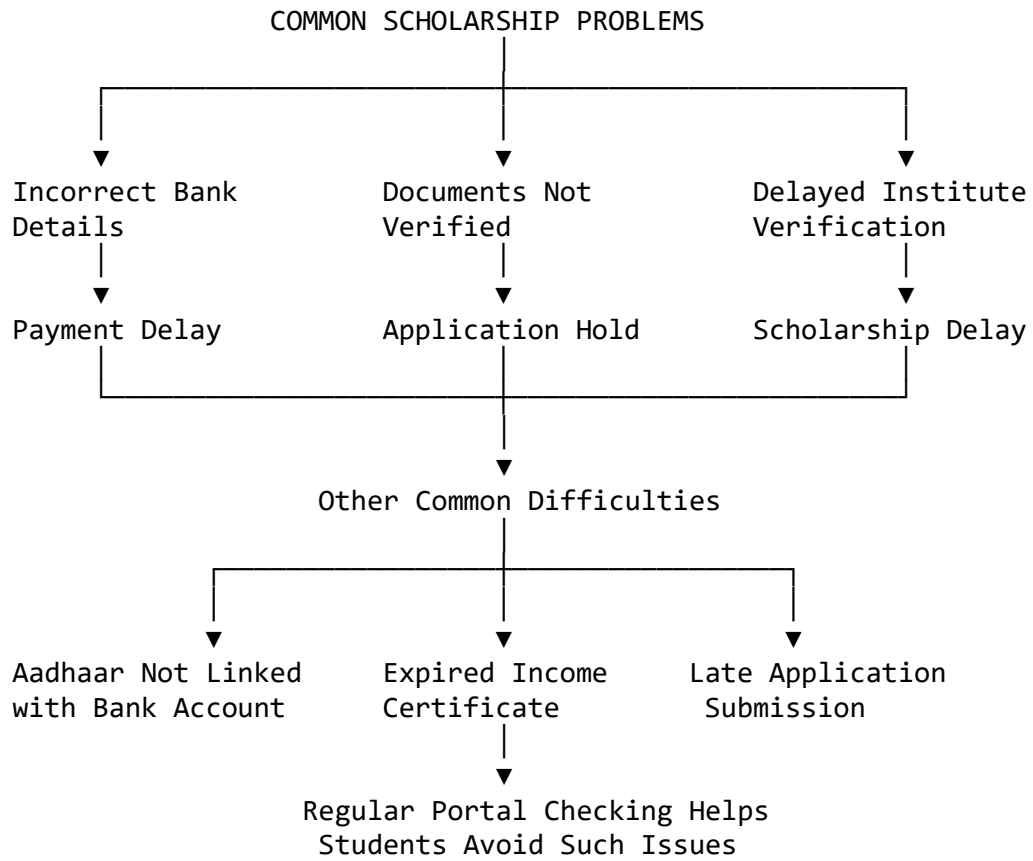 COMMON SCHOLARSHIP PROBLEMS
Incorrect Bank Details
Documents Not Verified
Delayed Institute Verification
Payment Delay
Application Hold
Scholarship Delay
Other Common Difficulties
Aadhaar Not Linked with Bank Account
Expired Income Certificate
Late Application Submission
Regular Portal Checking Helps
Students Avoid Such Issues